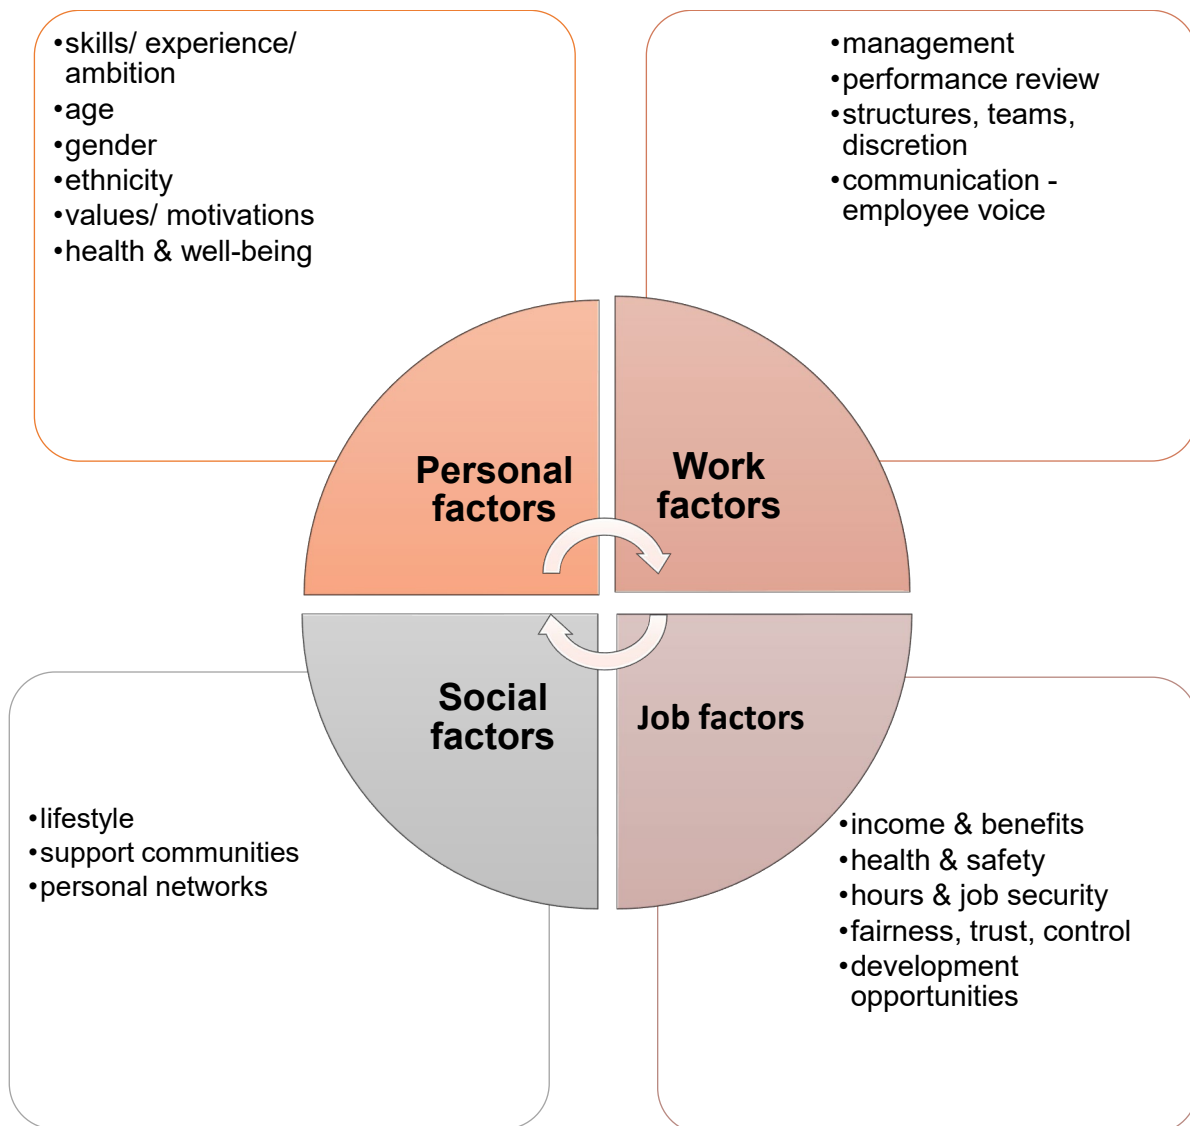 •skills/ experience/
ambition
•age
•gender
•ethnicity
•values/ motivations
•health & well-being
•management
•performance review
•structures, teams,
discretion
•communication -
employee voice
Personal
factors
Work
factors
Social
factors
Job factors
•lifestyle
•support communities
•personal networks
•income & benefits
•health & safety
•hours & job security
•fairness, trust, control
•development
opportunities